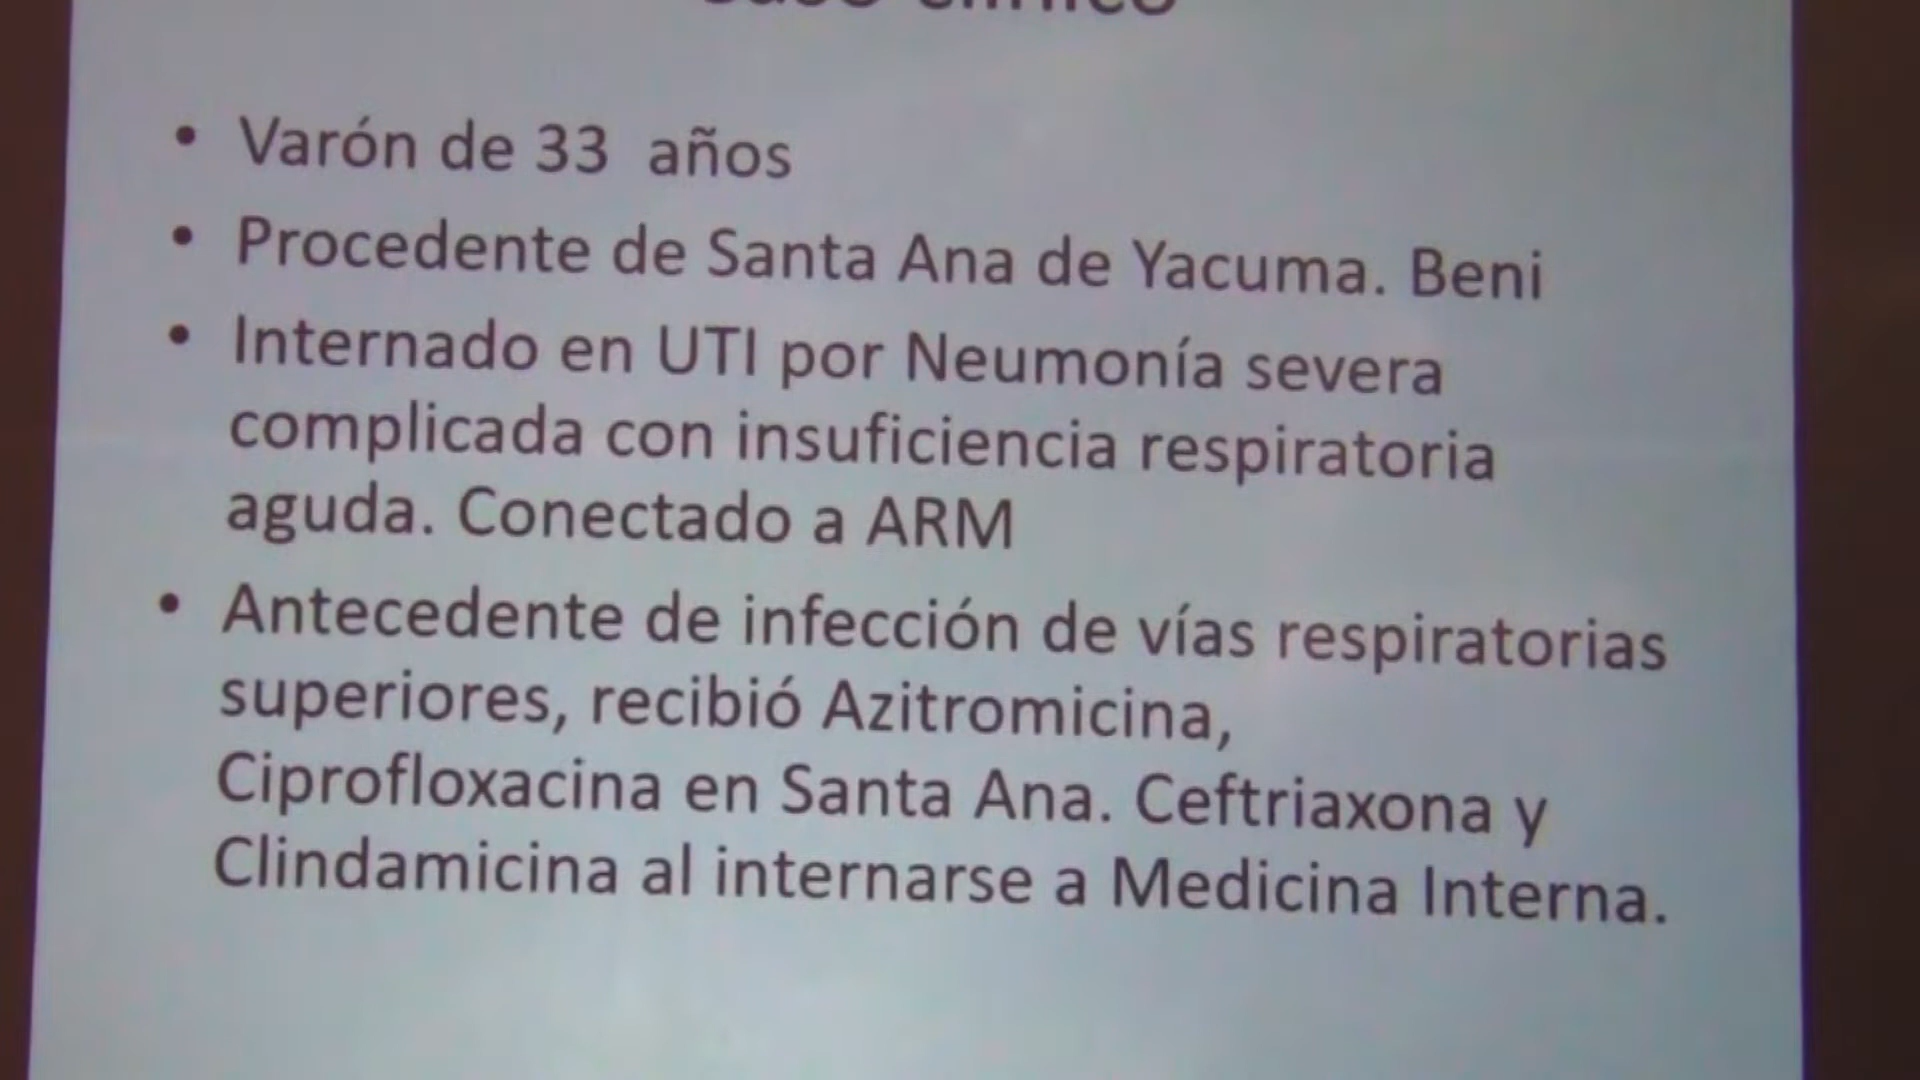 Caso clínico
• Varón de 33 años
• Procedente de Santa Ana de Yacuma. Beni
• Internado en UTI por Neumonía severa
complicada con insuficiencia respiratoria
aguda. Conectado a ARM
• Antecedente de infección de vías respiratorias
superiores, recibió Azitromicina,
Ciprofloxacina en Santa Ana. Ceftriaxona y
Clindamicina al internarse a Medicina Interna.